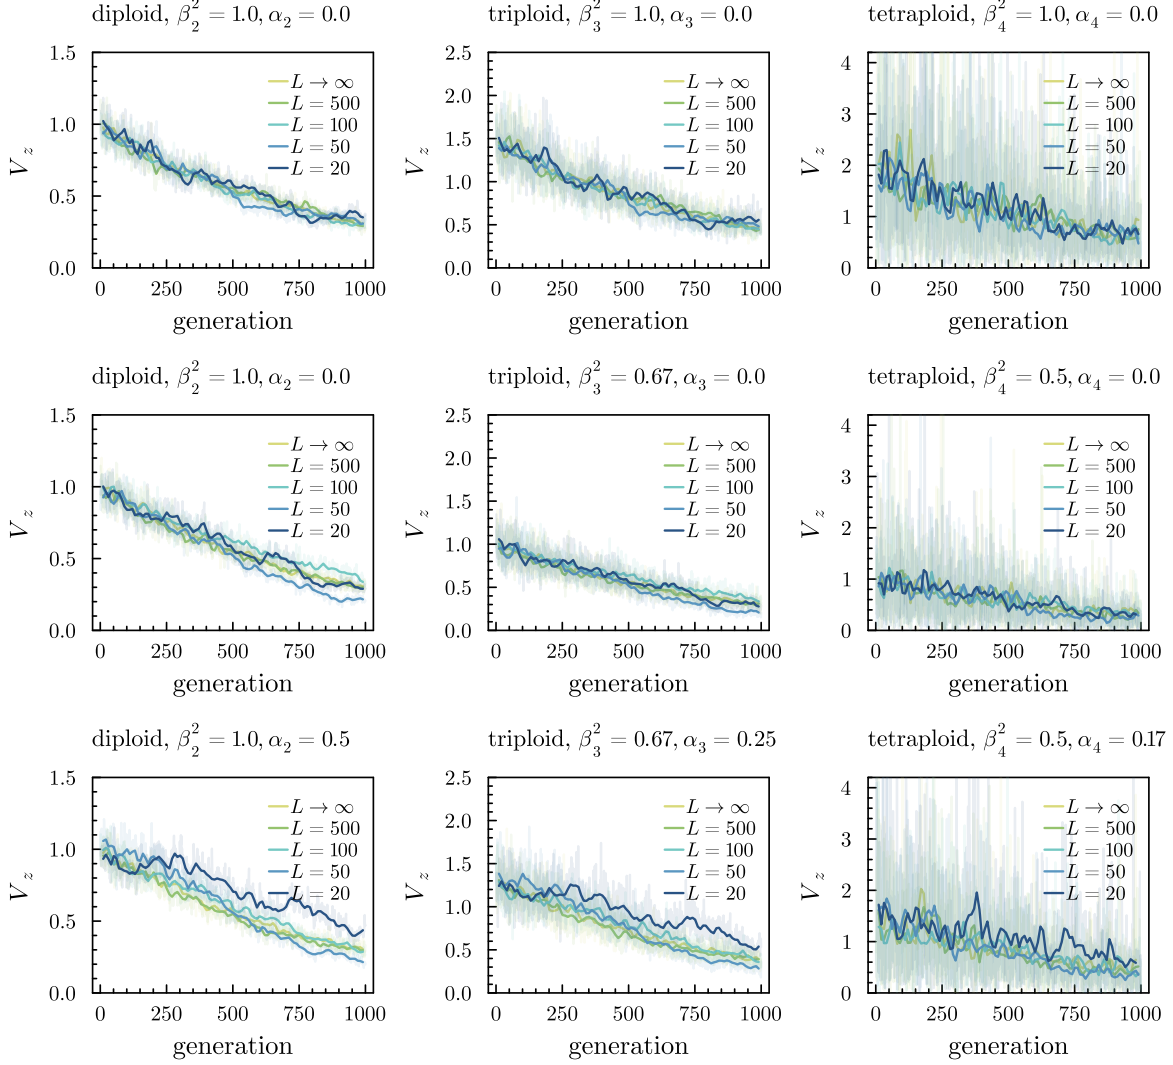 diploid, β₂² = 1.0, α₂ = 0.0
triploid, β₃² = 1.0, α₃ = 0.0
tetraploid, β₄² = 1.0, α₄ = 0.0
1.5
1.0
0.5
0.0
V_z
L → ∞
L = 500
L = 100
L = 50
L = 20
0 250 500 750 1000
generation
2.5
2.0
1.5
1.0
0.5
0.0
V_z
L → ∞
L = 500
L = 100
L = 50
L = 20
0 250 500 750 1000
generation
4
3
2
1
0
V_z
L → ∞
L = 500
L = 100
L = 50
L = 20
0 250 500 750 1000
generation
diploid, β₂² = 1.0, α₂ = 0.0
triploid, β₃² = 0.67, α₃ = 0.0
tetraploid, β₄² = 0.5, α₄ = 0.0
1.5
1.0
0.5
0.0
V_z
L → ∞
L = 500
L = 100
L = 50
L = 20
0 250 500 750 1000
generation
2.5
2.0
1.5
1.0
0.5
0.0
V_z
L → ∞
L = 500
L = 100
L = 50
L = 20
0 250 500 750 1000
generation
4
3
2
1
0
V_z
L → ∞
L = 500
L = 100
L = 50
L = 20
0 250 500 750 1000
generation
diploid, β₂² = 1.0, α₂ = 0.5
triploid, β₃² = 0.67, α₃ = 0.25
tetraploid, β₄² = 0.5, α₄ = 0.17
1.5
1.0
0.5
0.0
V_z
L → ∞
L = 500
L = 100
L = 50
L = 20
0 250 500 750 1000
generation
2.5
2.0
1.5
1.0
0.5
0.0
V_z
L → ∞
L = 500
L = 100
L = 50
L = 20
0 250 500 750 1000
generation
4
3
2
1
0
V_z
L → ∞
L = 500
L = 100
L = 50
L = 20
0 250 500 750 1000
generation